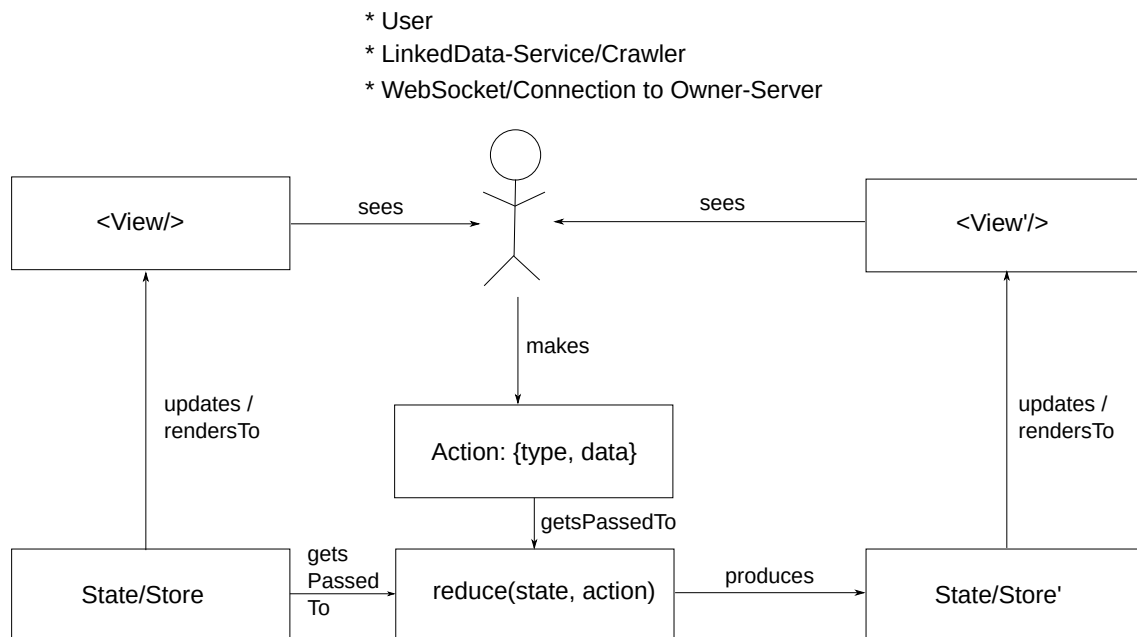 * User
* LinkedData-Service/Crawler
* WebSocket/Connection to Owner-Server
<View/>
sees
sees
<View'/>
makes
updates /
rendersTo
updates /
rendersTo
Action: {type, data}
getsPassedTo
State/Store
gets
Passed
To
reduce(state, action)
produces
State/Store'